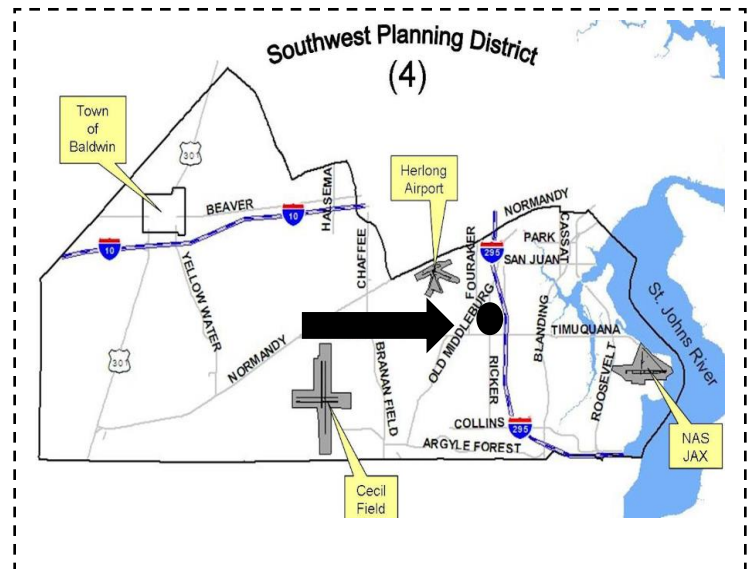 Southwest Planning District
(4)
Town
of
Baldwin
301
Herlong
Airport
BEAVER
10
HALSEMA
NORMANDY
10
CHAFFEE
FOURAKER
295
PARK
CASSAT
SAN JUAN
YELLOW WATER
St. Johns River
OLD MIDDLEBURG
BLANDING
TIMUQUANA
301
NORMANDY
BRANAN FIELD
RICKER
ROOSEVELT
COLLINS
295
ARGYLE FOREST
NAS
JAX
Cecil
Field